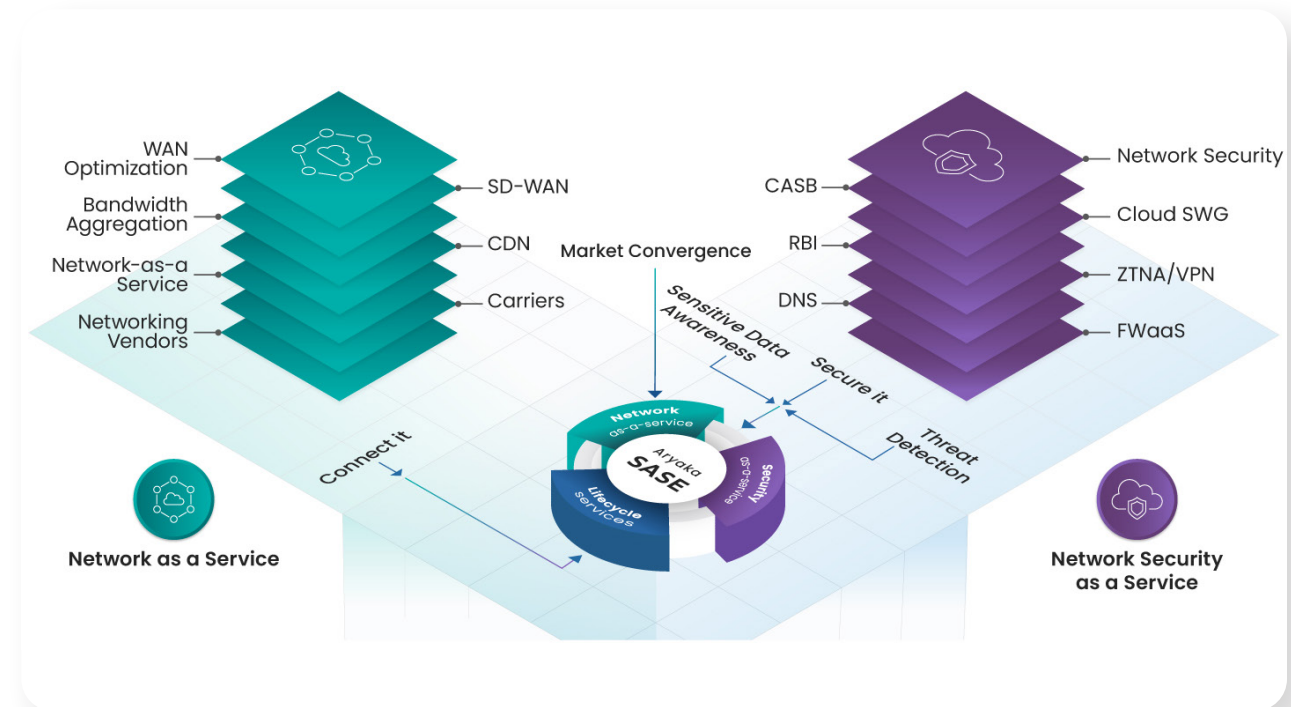 WAN
Optimization
SD-WAN
Bandwidth
Aggregation
CDN
Network-as-a
Service
Carriers
Networking
Vendors
Network Security
CASB
Cloud SWG
RBI
ZTNA/VPN
DNS
FWaaS
Market Convergence
Sensitive Data
Awareness
Secure it
Threat
Detection
Connect it
Network
as-a-service
Aryaka
SASE
Security
as-a-service
Lifecycle
services
Network as a Service
Network Security
as a Service